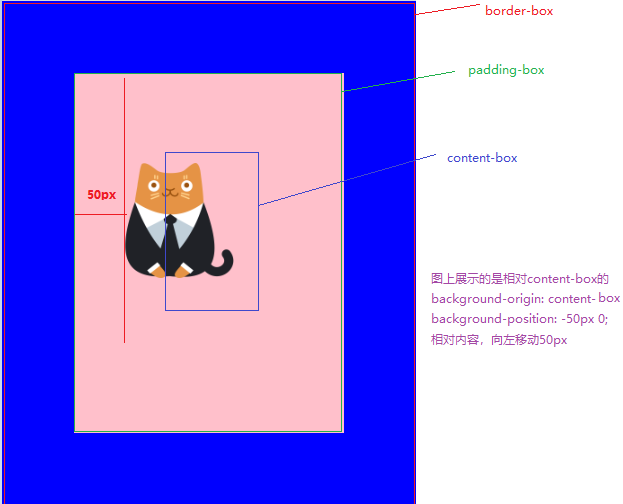 border-box
padding-box
content-box
50px
图上展示的是相对content-box的
background-origin: content-box
background-position: -50px 0;
相对内容，向左移动50px